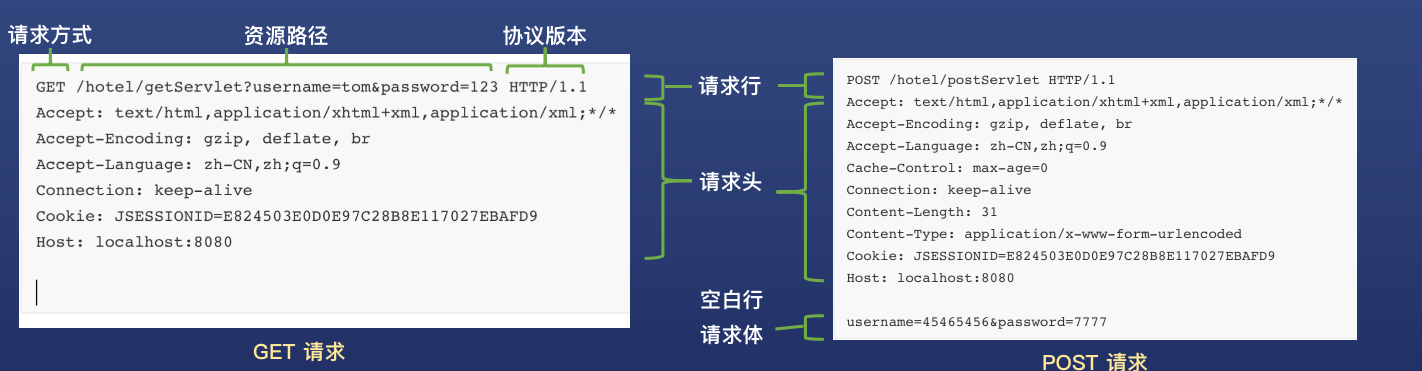 请求方式 资源路径 协议版本
GET /hotel/getServlet?username=tom&password=123 HTTP/1.1
Accept: text/html,application/xhtml+xml,application/xml;*/*
Accept-Encoding: gzip, deflate, br
Accept-Language: zh-CN,zh;q=0.9
Connection: keep-alive
Cookie: JSESSIONID=E824503E0D0E97C28B8E117027EBAFD9
Host: localhost:8080
GET 请求
请求行
请求头
空白行
请求体
POST /hotel/postServlet HTTP/1.1
Accept: text/html,application/xhtml+xml,application/xml;*/*
Accept-Encoding: gzip, deflate, br
Accept-Language: zh-CN,zh;q=0.9
Cache-Control: max-age=0
Connection: keep-alive
Content-Length: 31
Content-Type: application/x-www-form-urlencoded
Cookie: JSESSIONID=E824503E0D0E97C28B8E117027EBAFD9
Host: localhost:8080
username=45465456&password=7777
POST 请求